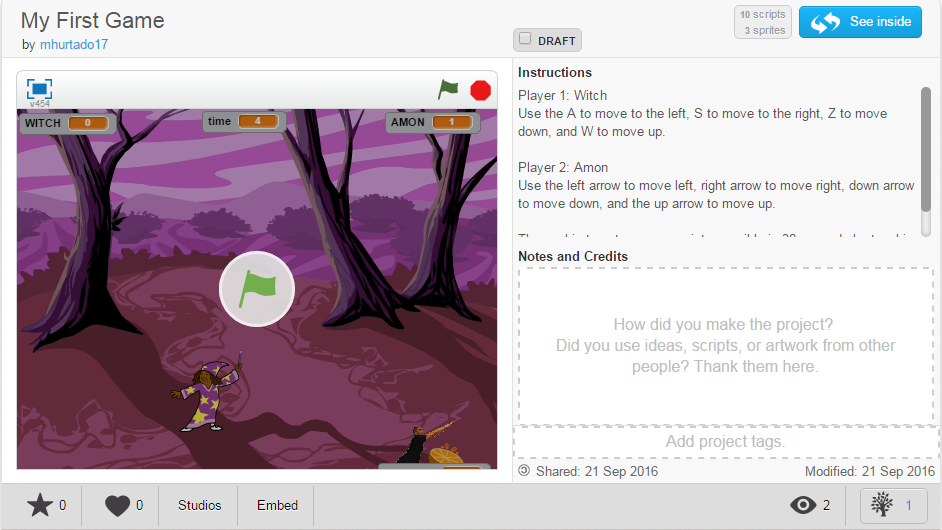 My First Game
by mhurtado17
DRAFT
10 scripts
3 sprites
See inside
v454
WITCH 0
time 4
AMON 1
Instructions
Player 1: Witch
Use the A to move to the left, S to move to the right, Z to move
down, and W to move up.
Player 2: Amon
Use the left arrow to move left, right arrow to move right, down arrow
to move down, and the up arrow to move up.
Notes and Credits
How did you make the project?
Did you use ideas, scripts, or artwork from other
people? Thank them here.
Add project tags.
Shared: 21 Sep 2016 Modified: 21 Sep 2016
0 0 Studios Embed 2 1